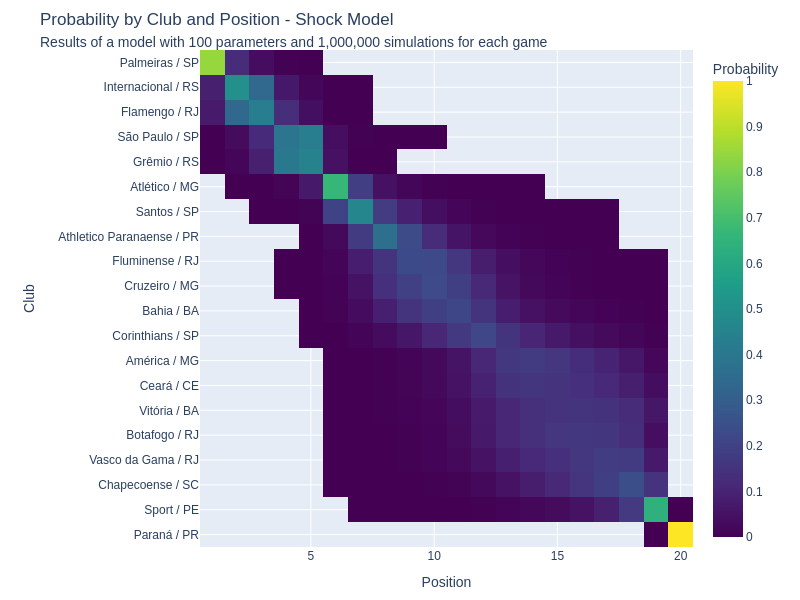 Probability by Club and Position - Shock Model
Results of a model with 100 parameters and 1,000,000 simulations for each game
Probability
Palmeiras / SP
Internacional / RS
Flamengo / RJ
São Paulo / SP
Grêmio / RS
Atlético / MG
Santos / SP
Athletico Paranaense / PR
Fluminense / RJ
Cruzeiro / MG
Bahia / BA
Corinthians / SP
América / MG
Ceará / CE
Vitória / BA
Botafogo / RJ
Vasco da Gama / RJ
Chapecoense / SC
Sport / PE
Paraná / PR
Club
5
10
15
20
Position
1
0.9
0.8
0.7
0.6
0.5
0.4
0.3
0.2
0.1
0